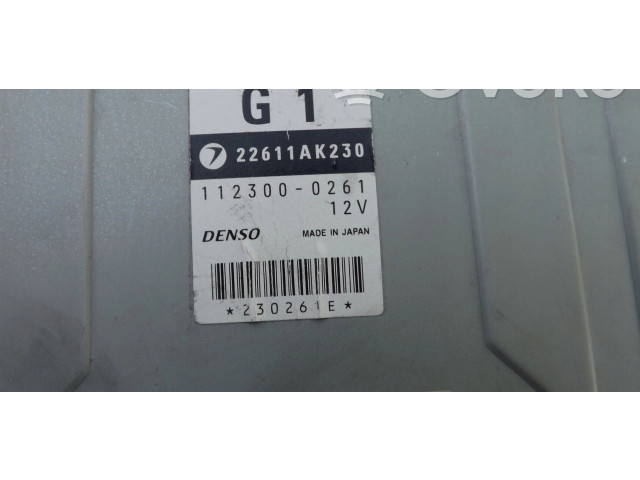 G 1
22611AK230
112300-0261
12V
DENSO MADE IN JAPAN
*230261E*